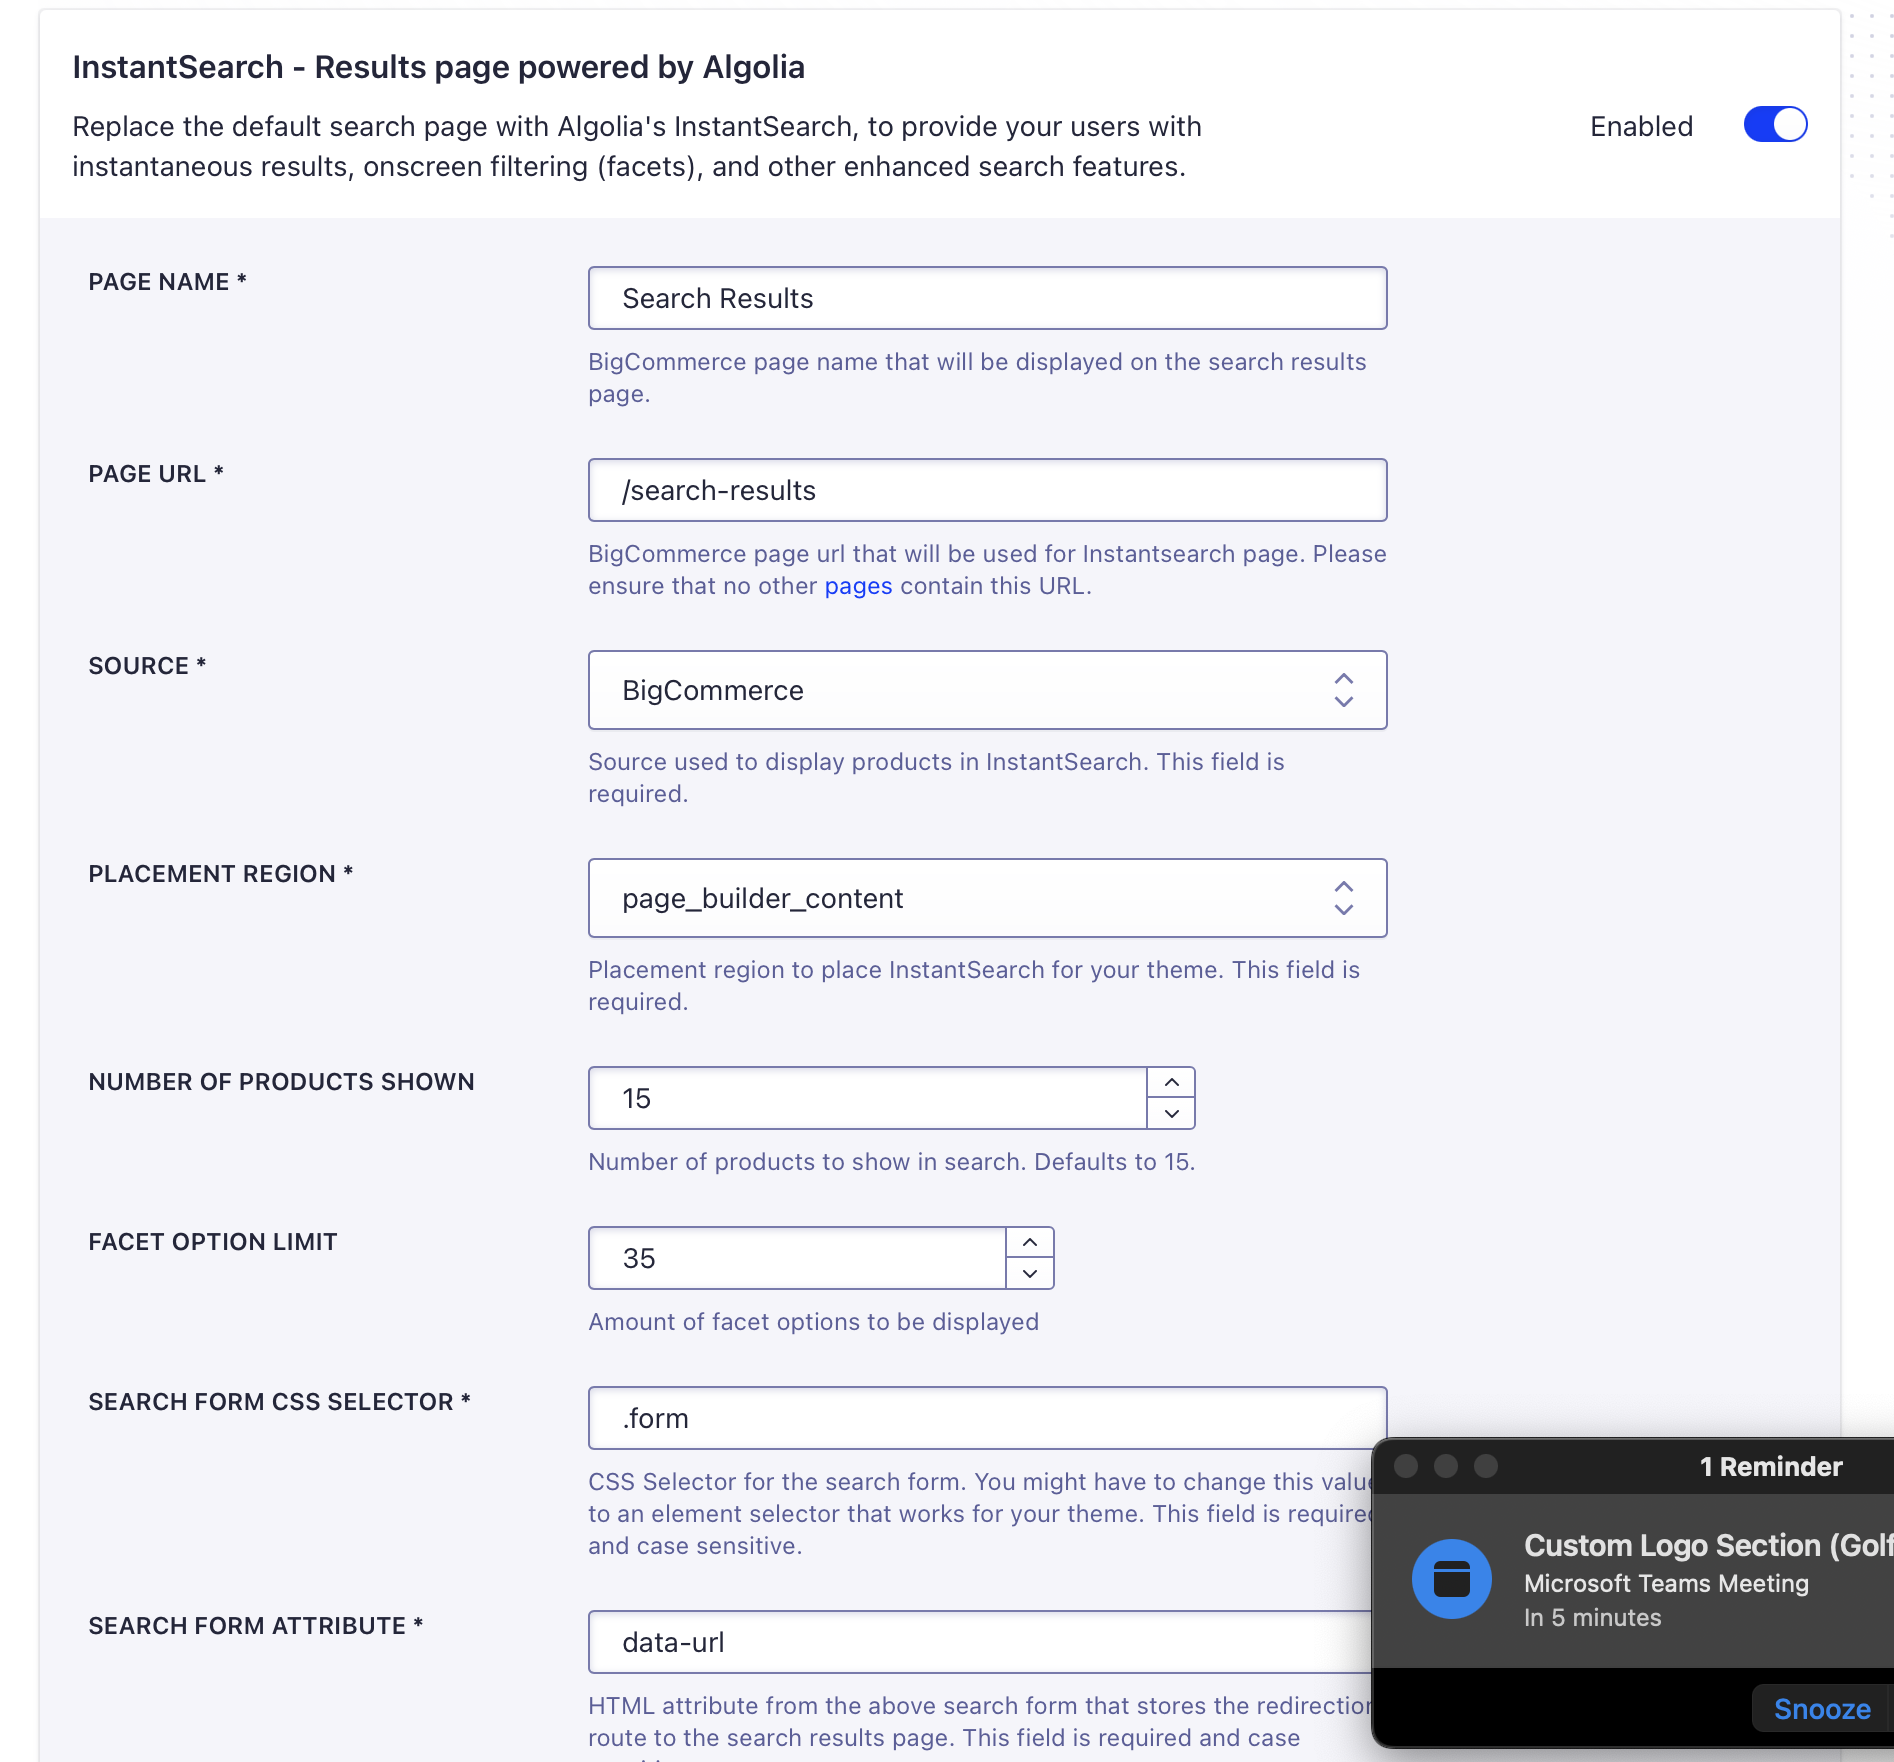 InstantSearch - Results page powered by Algolia
Replace the default search page with Algolia's InstantSearch, to provide your users with
instantaneous results, onscreen filtering (facets), and other enhanced search features.
Enabled
PAGE NAME *
Search Results
BigCommerce page name that will be displayed on the search results
page.
PAGE URL *
/search-results
BigCommerce page url that will be used for Instantsearch page. Please
ensure that no other pages contain this URL.
SOURCE *
BigCommerce
Source used to display products in InstantSearch. This field is
required.
PLACEMENT REGION *
page_builder_content
Placement region to place InstantSearch for your theme. This field is
required.
NUMBER OF PRODUCTS SHOWN
15
Number of products to show in search. Defaults to 15.
FACET OPTION LIMIT
35
Amount of facet options to be displayed
SEARCH FORM CSS SELECTOR *
.form
CSS Selector for the search form. You might have to change this value
to an element selector that works for your theme. This field is required
and case sensitive.
SEARCH FORM ATTRIBUTE *
data-url
HTML attribute from the above search form that stores the redirection
route to the search results page. This field is required and case
1 Reminder
Custom Logo Section (Golf
Microsoft Teams Meeting
In 5 minutes
Snooze